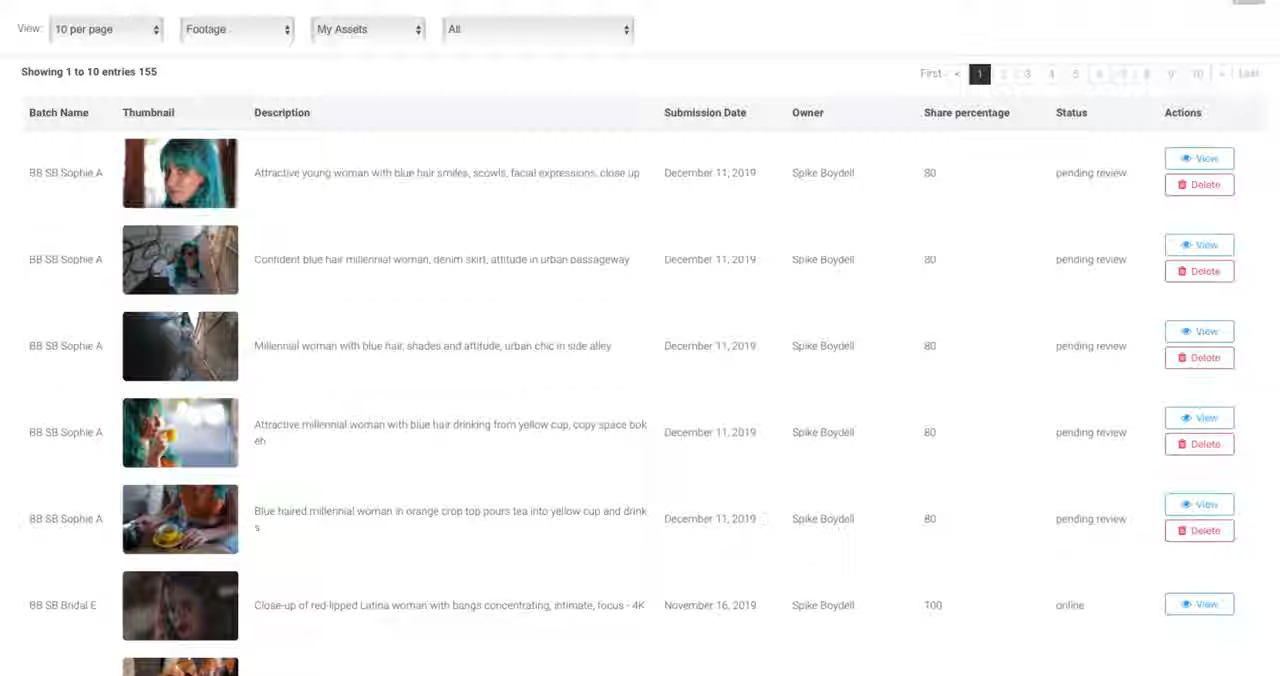 View: 10 per page Footage My Assets All
Showing 1 to 10 entries 155
First < 1 2 3 4 5 6 7 8 9 10 Last
Batch Name Thumbnail Description Submission Date Owner Share percentage Status Actions
BB SB Sophie A Attractive young woman with blue hair smiles, scowls, facial expressions, close up December 11, 2019 Spike Boydell 80 pending review View
Delete
BB SB Sophie A Confident blue hair millennial woman, denim skirt, attitude in urban passageway December 11, 2019 Spike Boydell 80 pending review View
Delete
BB SB Sophie A Millennial woman with blue hair, shades and attitude, urban chic in side alley December 11, 2019 Spike Boydell 80 pending review View
Delete
BB SB Sophie A Attractive millennial woman with blue hair drinking from yellow cup, copy space bok
eh December 11, 2019 Spike Boydell 80 pending review View
Delete
BB SB Sophie A Blue haired millennial woman in orange crop top pours tea into yellow cup and drink
s December 11, 2019 Spike Boydell 80 pending review View
Delete
BB SB Bridal E Close-up of red-lipped Latina woman with bangs concentrating, intimate, focus - 4K November 16, 2019 Spike Boydell 100 online View